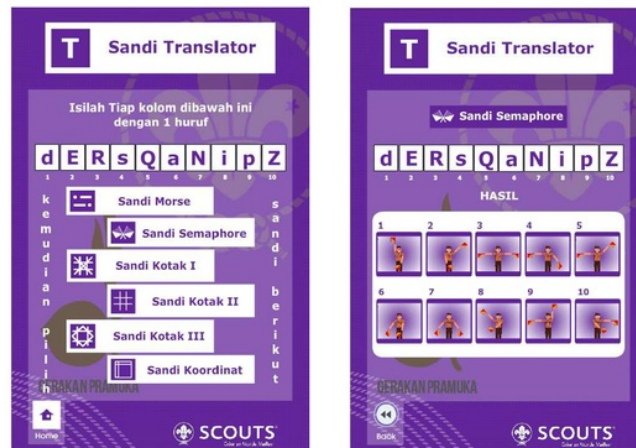 T Sandi Translator
Isilah Tiap kolom dibawah ini
dengan 1 huruf
d E R s Q a N i p Z
1 2 3 4 5 6 7 8 9 10
kemudian pilih
Sandi Morse
Sandi Semaphore
Sandi Kotak I
Sandi Kotak II
Sandi Kotak III
Sandi Koordinat
sandi berikut
GERAKAN PRAMUKA
Home
SCOUTS
T Sandi Translator
Sandi Semaphore
d E R s Q a N i p Z
1 2 3 4 5 6 7 8 9 10
HASIL
1 2 3 4 5
6 7 8 9 10
GERAKAN PRAMUKA
Back
SCOUTS